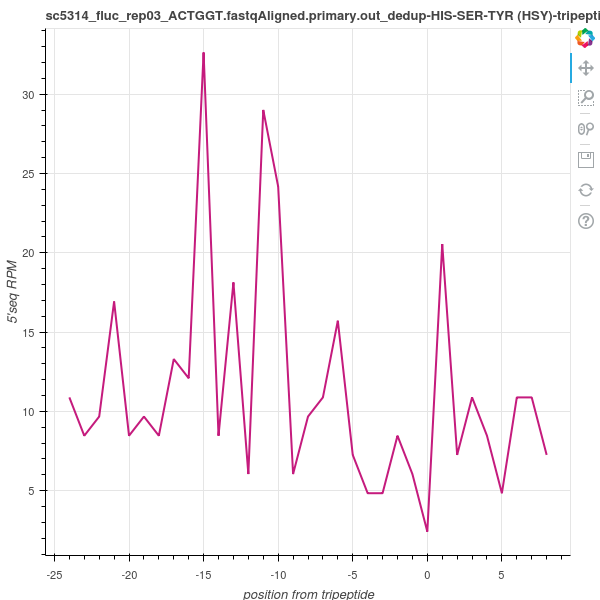 sc5314_fluc_rep03_ACTGGT.fastqAligned.primary.out_dedup-HIS-SER-TYR (HSY)-tripepti
30
25
20
15
10
5
5'seq RPM
-25 -20 -15 -10 -5 0 5
position from tripeptide